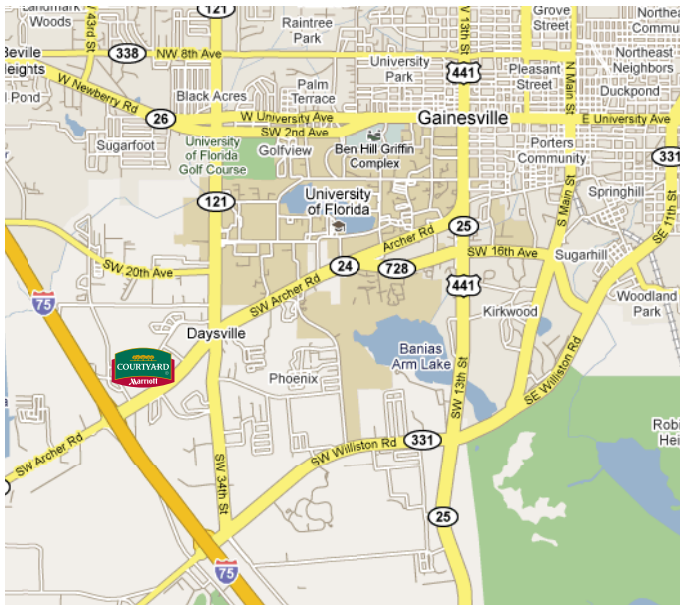 W 43rd St
Landmark
Woods
121
Raintree
Park
W 13th St
Grove
Street
338
NW 8th Ave
Beville
Heights
University
Park
441
Pleasant
Street
N Main St
Northeast
Neighbors
Duckpond
W Newberry Rd
Pond
Black Acres
Palm
Terrace
26
W University Ave
SW 2nd Ave
Gainesville
E University Ave
Sugarfoot
University
of Florida
Golf Course
Golfview
Ben Hill Griffin
Complex
Porters
Community
331
121
University
of Florida
Springhill
S Main St
SE 11th St
25
Archer Rd
SW 16th Ave
Sugarhill
SW 20th Ave
24
728
75
SW Archer Rd
441
Woodland
Park
Daysville
Kirkwood
COURTYARD
Marriott
Phoenix
Banias
Arm Lake
SW 13th St
SE Williston Rd
SW Archer Rd
SW Williston Rd
331
SW 34th St
25
75